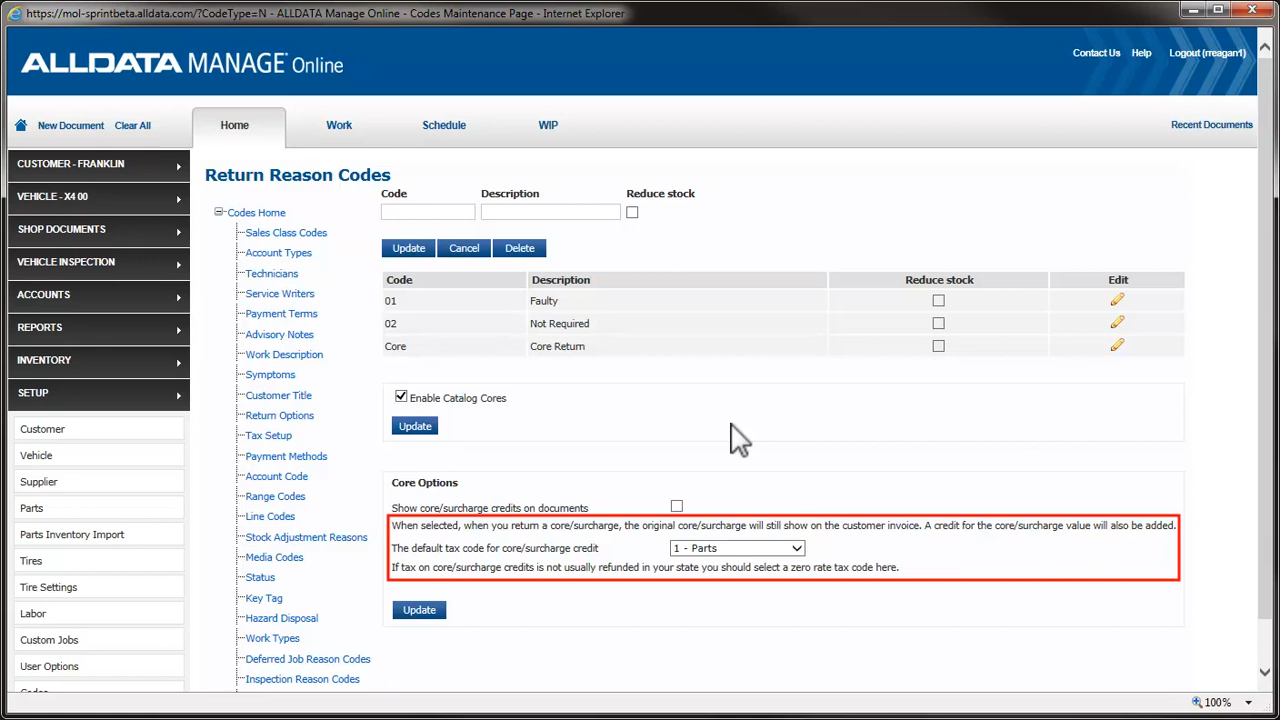 https://mol-sprintbeta.alldata.com/?CodeType=N - ALLDATA Manage Online - Codes Maintenance Page - Internet Explorer
ALLDATA MANAGE Online
Contact Us Help Logout (rreagan1)
New Document Clear All Home Work Schedule WIP Recent Documents
CUSTOMER - FRANKLIN
VEHICLE - X4 00
SHOP DOCUMENTS
VEHICLE INSPECTION
ACCOUNTS
REPORTS
INVENTORY
SETUP
Customer
Vehicle
Supplier
Parts
Parts Inventory Import
Tires
Tire Settings
Labor
Custom Jobs
User Options
Codes
Return Reason Codes
Codes Home
Sales Class Codes
Account Types
Technicians
Service Writers
Payment Terms
Advisory Notes
Work Description
Symptoms
Customer Title
Return Options
Tax Setup
Payment Methods
Account Code
Range Codes
Line Codes
Stock Adjustment Reasons
Media Codes
Status
Key Tag
Hazard Disposal
Work Types
Deferred Job Reason Codes
Inspection Reason Codes
Code Description Reduce stock
Update Cancel Delete
Code Description Reduce stock Edit
01 Faulty
02 Not Required
Core Core Return
Enable Catalog Cores
Update
Core Options
Show core/surcharge credits on documents
When selected, when you return a core/surcharge, the original core/surcharge will still show on the customer invoice. A credit for the core/surcharge value will also be added.
The default tax code for core/surcharge credit 1 - Parts
If tax on core/surcharge credits is not usually refunded in your state you should select a zero rate tax code here.
Update
100%